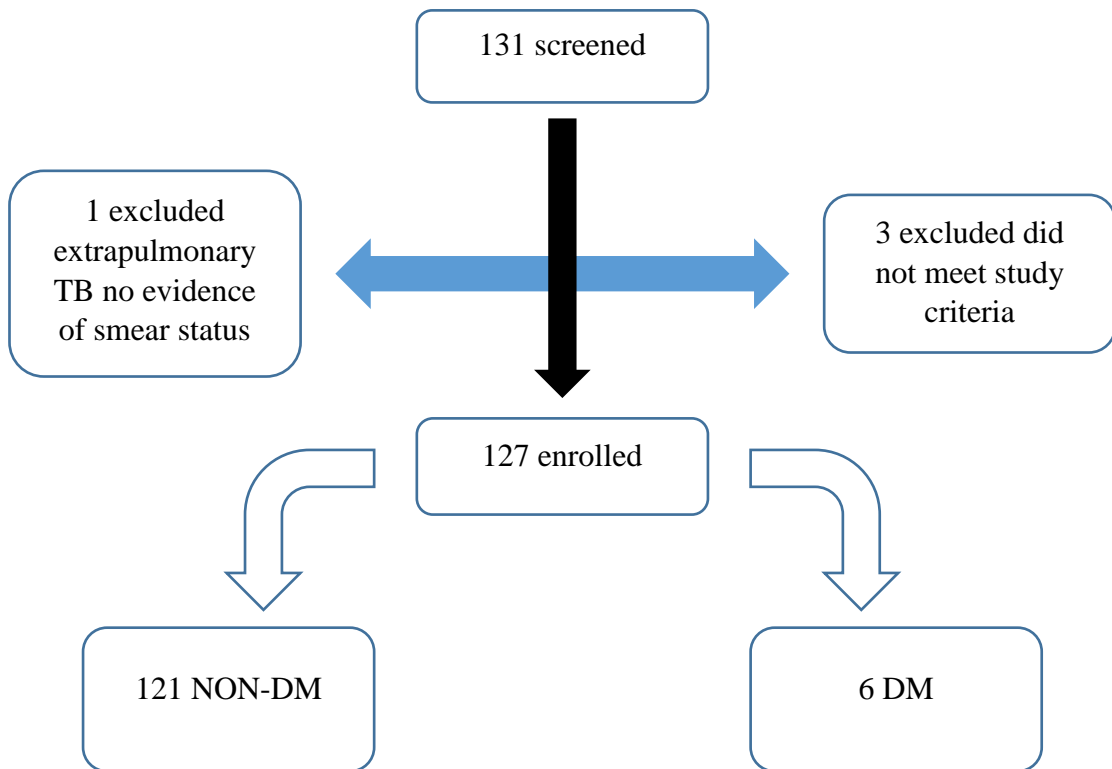 131 screened
1 excluded
extrapulmonary
TB no evidence
of smear status
3 excluded did
not meet study
criteria
127 enrolled
121 NON-DM
6 DM